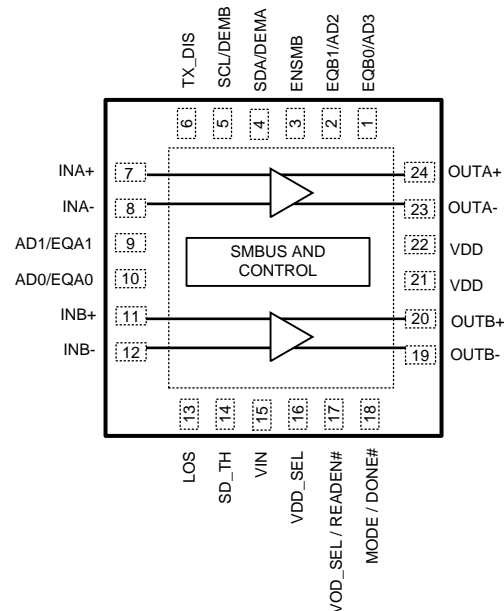 TX_DIS
SCL/DEMB
SDA/DEMA
ENSMB
EQB1/AD2
EQB0/AD3
6
5
4
3
2
1
INA+ 7
INA- 8
AD1/EQA1 9
AD0/EQA0 10
INB+ 11
INB- 12
SMBUS AND
CONTROL
24 OUTA+
23 OUTA-
22 VDD
21 VDD
20 OUTB+
19 OUTB-
13
14
15
16
17
18
LOS
SD_TH
VIN
VDD_SEL
VOD_SEL / READEN#
MODE / DONE#